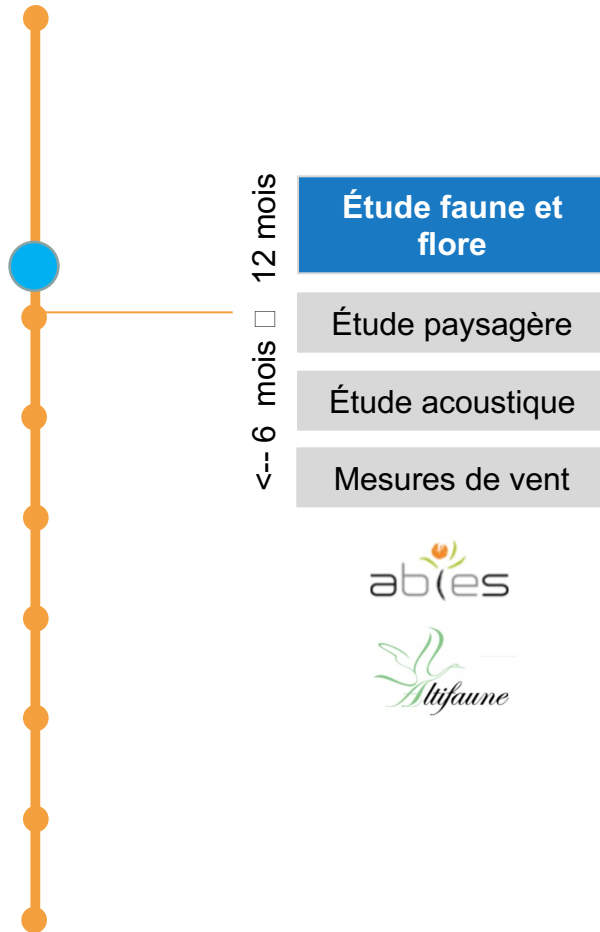 <-- 6 mois □ 12 mois
Étude faune et
flore
Étude paysagère
Étude acoustique
Mesures de vent
abies
Altifaune